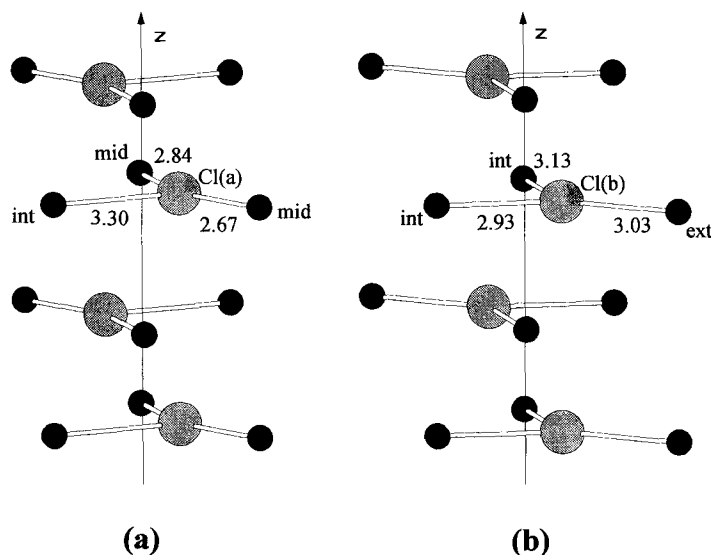 z
z
mid 2.84
Cl(a)
int 3.30 2.67 mid
int 3.13
Cl(b)
int 2.93 3.03 ext
(a)
(b)